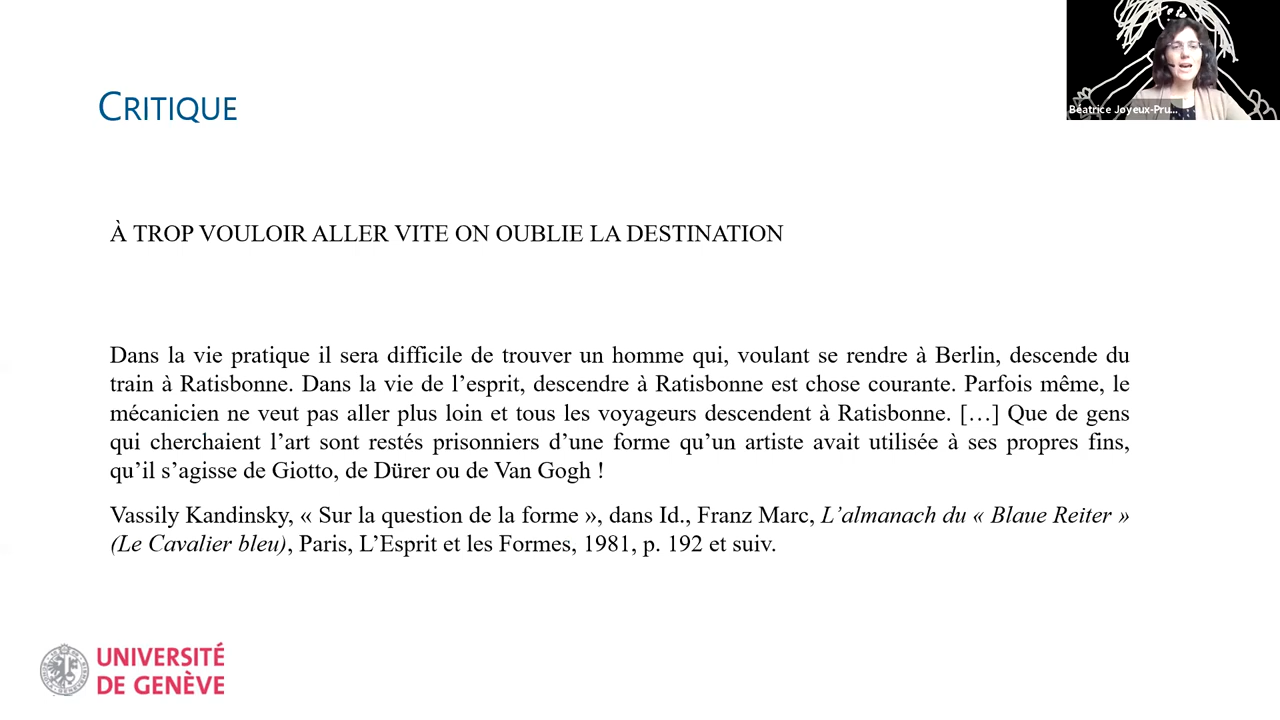 Béatrice Joyeux-Pru...
CRITIQUE
À TROP VOULOIR ALLER VITE ON OUBLIE LA DESTINATION
Dans la vie pratique il sera difficile de trouver un homme qui, voulant se rendre à Berlin, descende du
train à Ratisbonne. Dans la vie de l’esprit, descendre à Ratisbonne est chose courante. Parfois même, le
mécanicien ne veut pas aller plus loin et tous les voyageurs descendent à Ratisbonne. […] Que de gens
qui cherchaient l’art sont restés prisonniers d’une forme qu’un artiste avait utilisée à ses propres fins,
qu’il s’agisse de Giotto, de Dürer ou de Van Gogh !
Vassily Kandinsky, « Sur la question de la forme », dans Id., Franz Marc, L’almanach du « Blaue Reiter »
(Le Cavalier bleu), Paris, L’Esprit et les Formes, 1981, p. 192 et suiv.
UNIVERSITÉ
DE GENÈVE